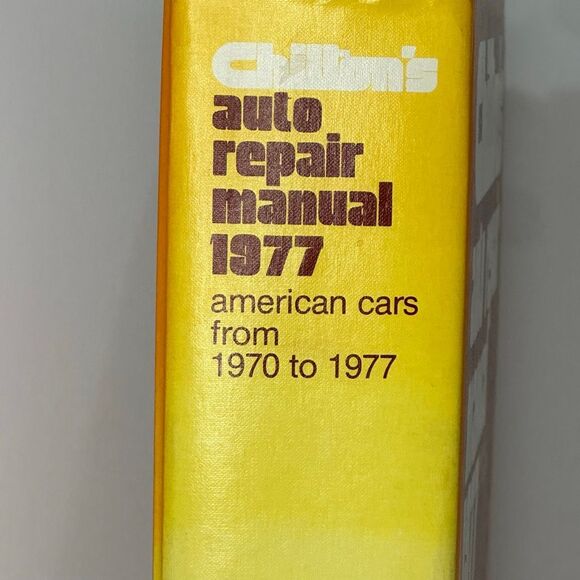 Chilton's
auto
repair
manual
1977
american cars
from
1970 to 1977